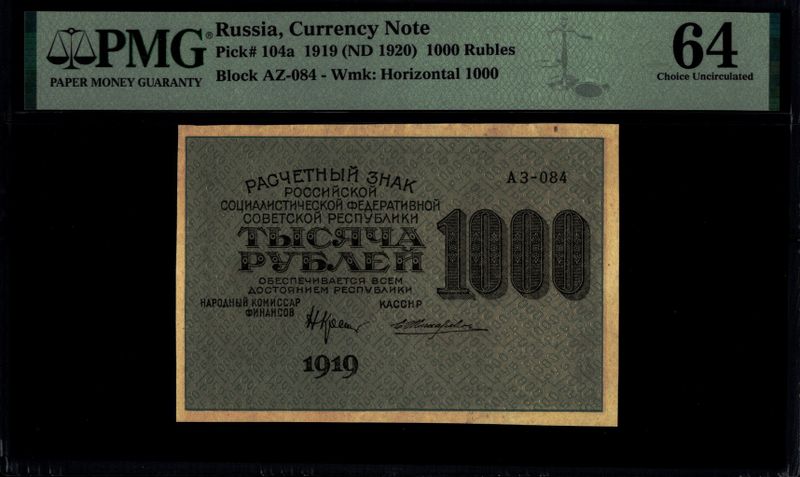 PMG®
PAPER MONEY GUARANTY
Russia, Currency Note
Pick# 104a 1919 (ND 1920) 1000 Rubles
Block AZ-084 - Wmk: Horizontal 1000
64
Choice Uncirculated
РАСЧЕТНЫЙ ЗНАК
РОССИЙСКОЙ
СОЦИАЛИСТИЧЕСКОЙ ФЕДЕРАТИВНОЙ
СОВЕТСКОЙ РЕСПУБЛИКИ
ТЫСЯЧА
РУБЛЕЙ
ОБЕСПЕЧИВАЕТСЯ ВСЕМ
ДОСТОЯНИЕМ РЕСПУБЛИКИ
НАРОДНЫЙ КОМИССАР
ФИНАНСОВ
КАССИР
1919
АЗ-084
1000